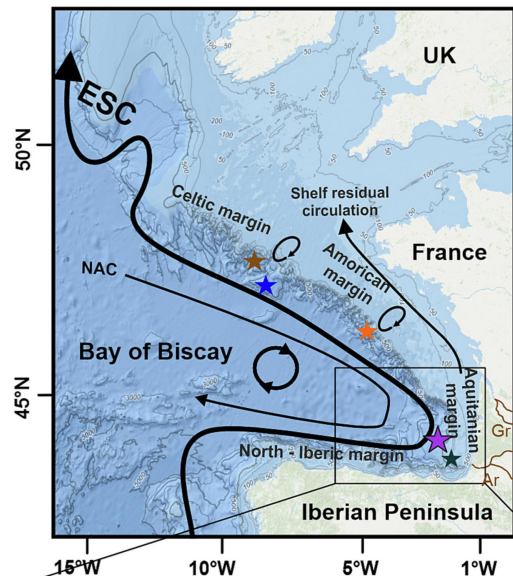 UK
ESC
50°N
Celtic margin
Shelf residual
circulation
Amorican
margin
France
NAC
Bay of Biscay
45°N
Aquitanian
margin
Gr
North - Iberic margin
Ar
Iberian Peninsula
15°W
10°W
5°W
1°W